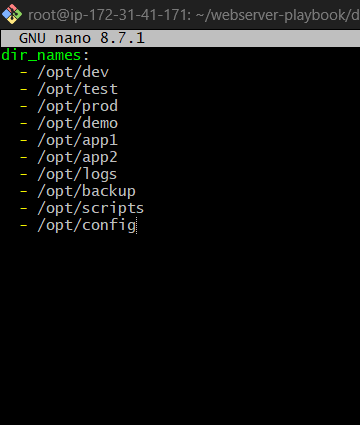 root@ip-172-31-41-171: ~/webserver-playbook/d
GNU nano 8.7.1
dir_names:
- /opt/dev
- /opt/test
- /opt/prod
- /opt/demo
- /opt/app1
- /opt/app2
- /opt/logs
- /opt/backup
- /opt/scripts
- /opt/config